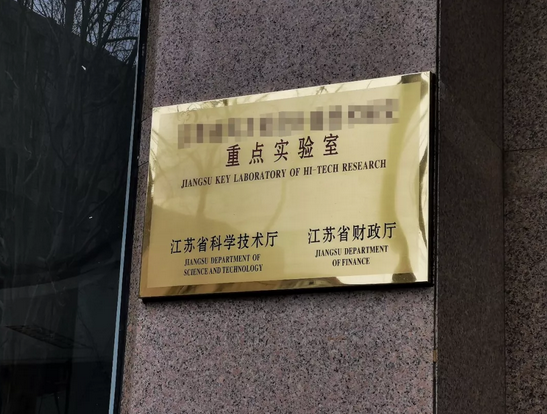 重点实验室
JIANGSU KEY LABORATORY OF HI-TECH RESEARCH
江苏省科学技术厅
JIANGSU DEPARTMENT OF
SCIENCE AND TECHNOLOGY
江苏省财政厅
JIANGSU DEPARTMENT
OF FINANCE